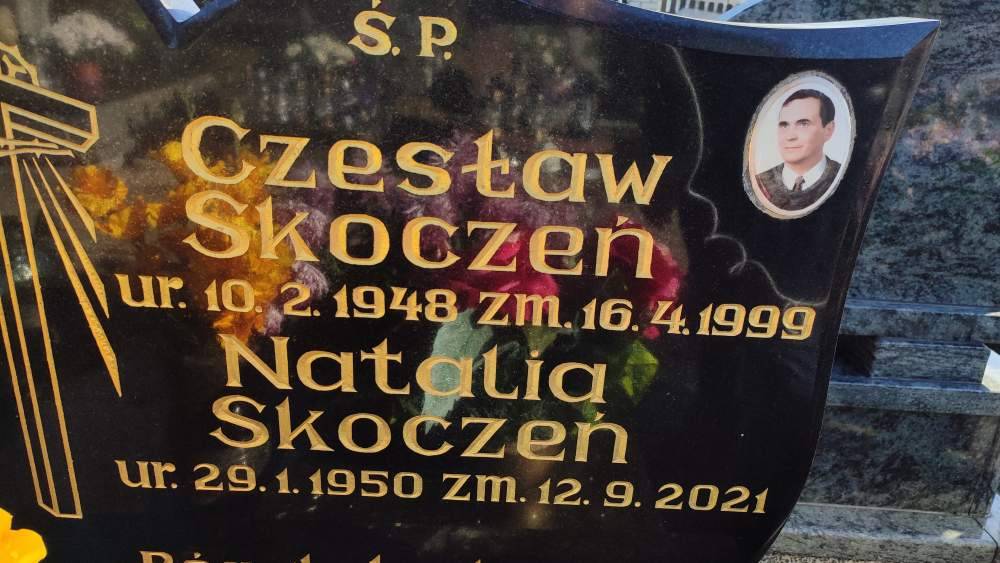 Ś. P.
Czesław
Skoczeń
ur. 10. 2. 1948 zm. 16. 4. 1999
Natalia
Skoczeń
ur. 29. 1. 1950 zm. 12. 9. 2021